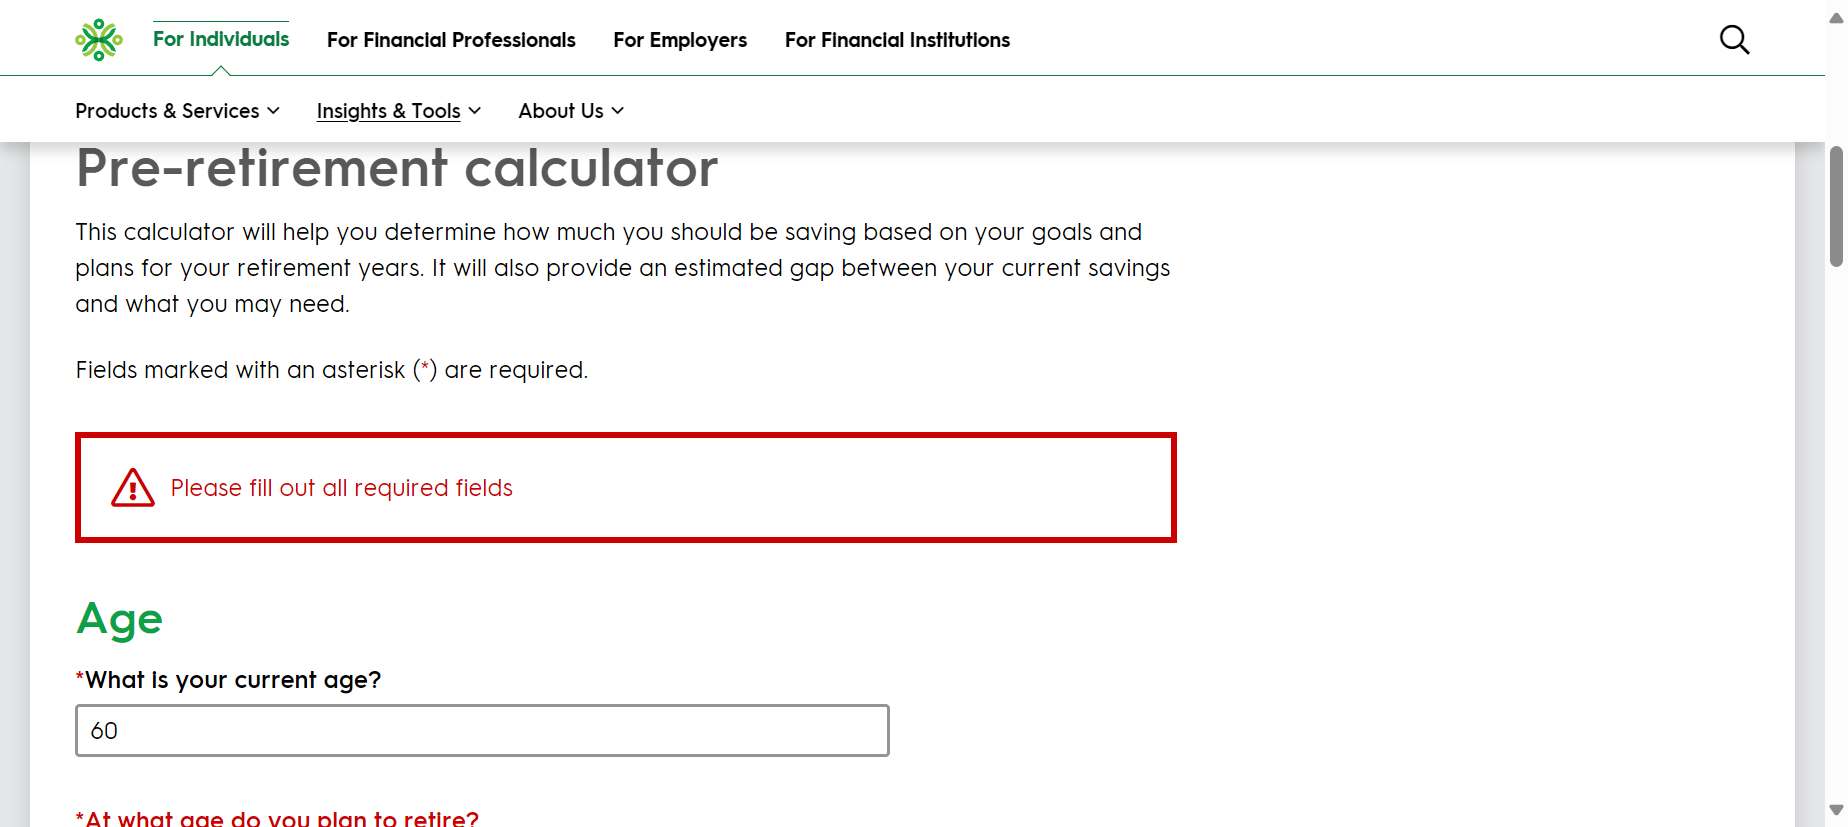 For Individuals For Financial Professionals For Employers For Financial Institutions
Products & Services Insights & Tools About Us
Pre-retirement calculator
This calculator will help you determine how much you should be saving based on your goals and
plans for your retirement years. It will also provide an estimated gap between your current savings
and what you may need.
Fields marked with an asterisk (*) are required.
Please fill out all required fields
Age
*What is your current age?
60
*At what age do you plan to retire?